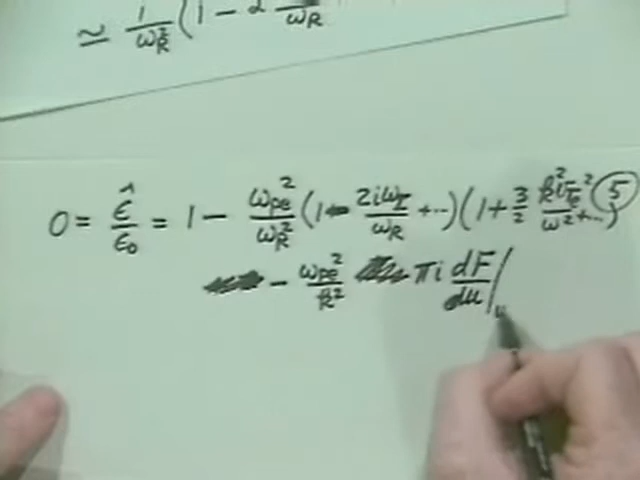 ≃ 1/ω_R² (1 - 2 /ω_R
0 = ε̂/ε₀ = 1 - ω_pe²/ω_R² (1 - 2iω_I/ω_R + ...)(1 + 3/2 k²v_Te²/ω² + ...) 5
- ω_pe²/k² πi dF/du |